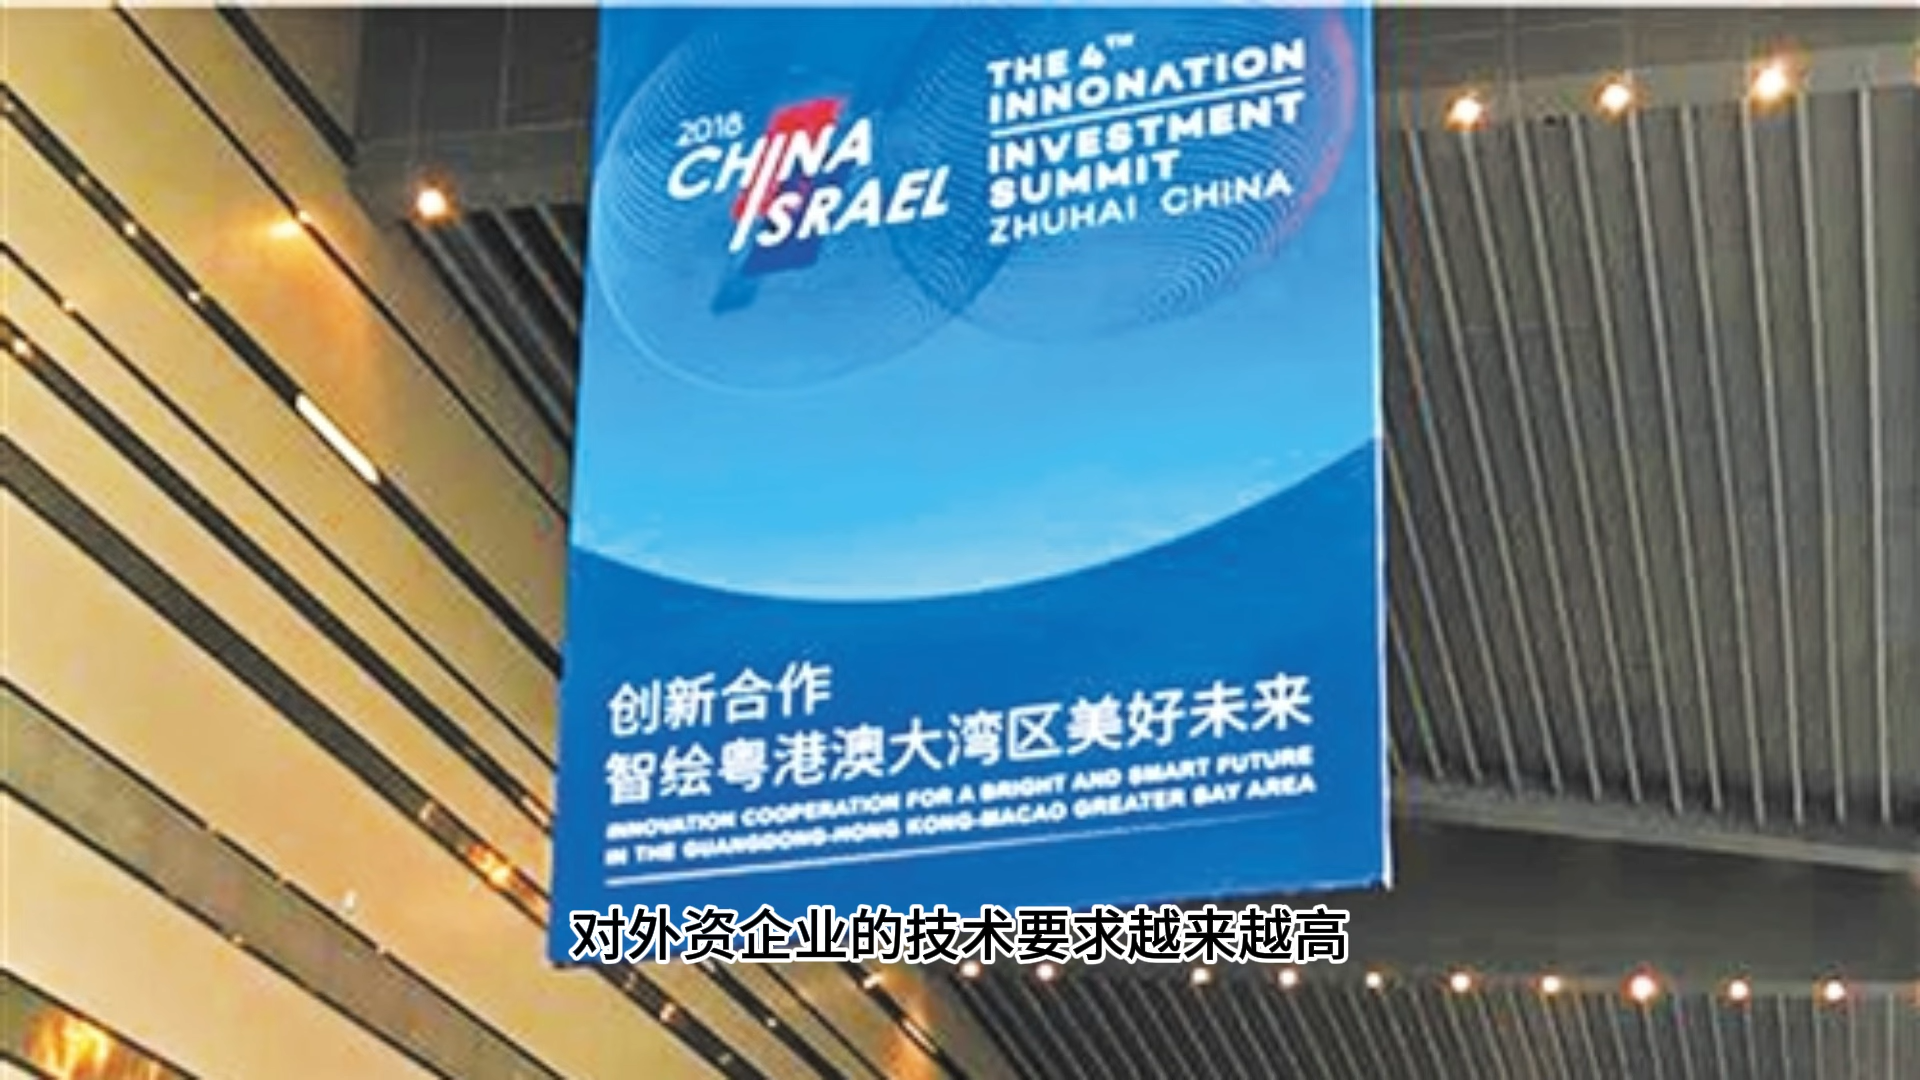 2018
CHINA
ISRAEL
THE 4TH
INNONATION
INVESTMENT
SUMMIT
ZHUHAI CHINA
创新合作
智绘粤港澳大湾区美好未来
INNOVATION COOPERATION FOR A BRIGHT AND SMART FUTURE
IN THE GUANGDONG-HONG KONG-MACAO GREATER BAY AREA
对外资企业的技术要求越来越高